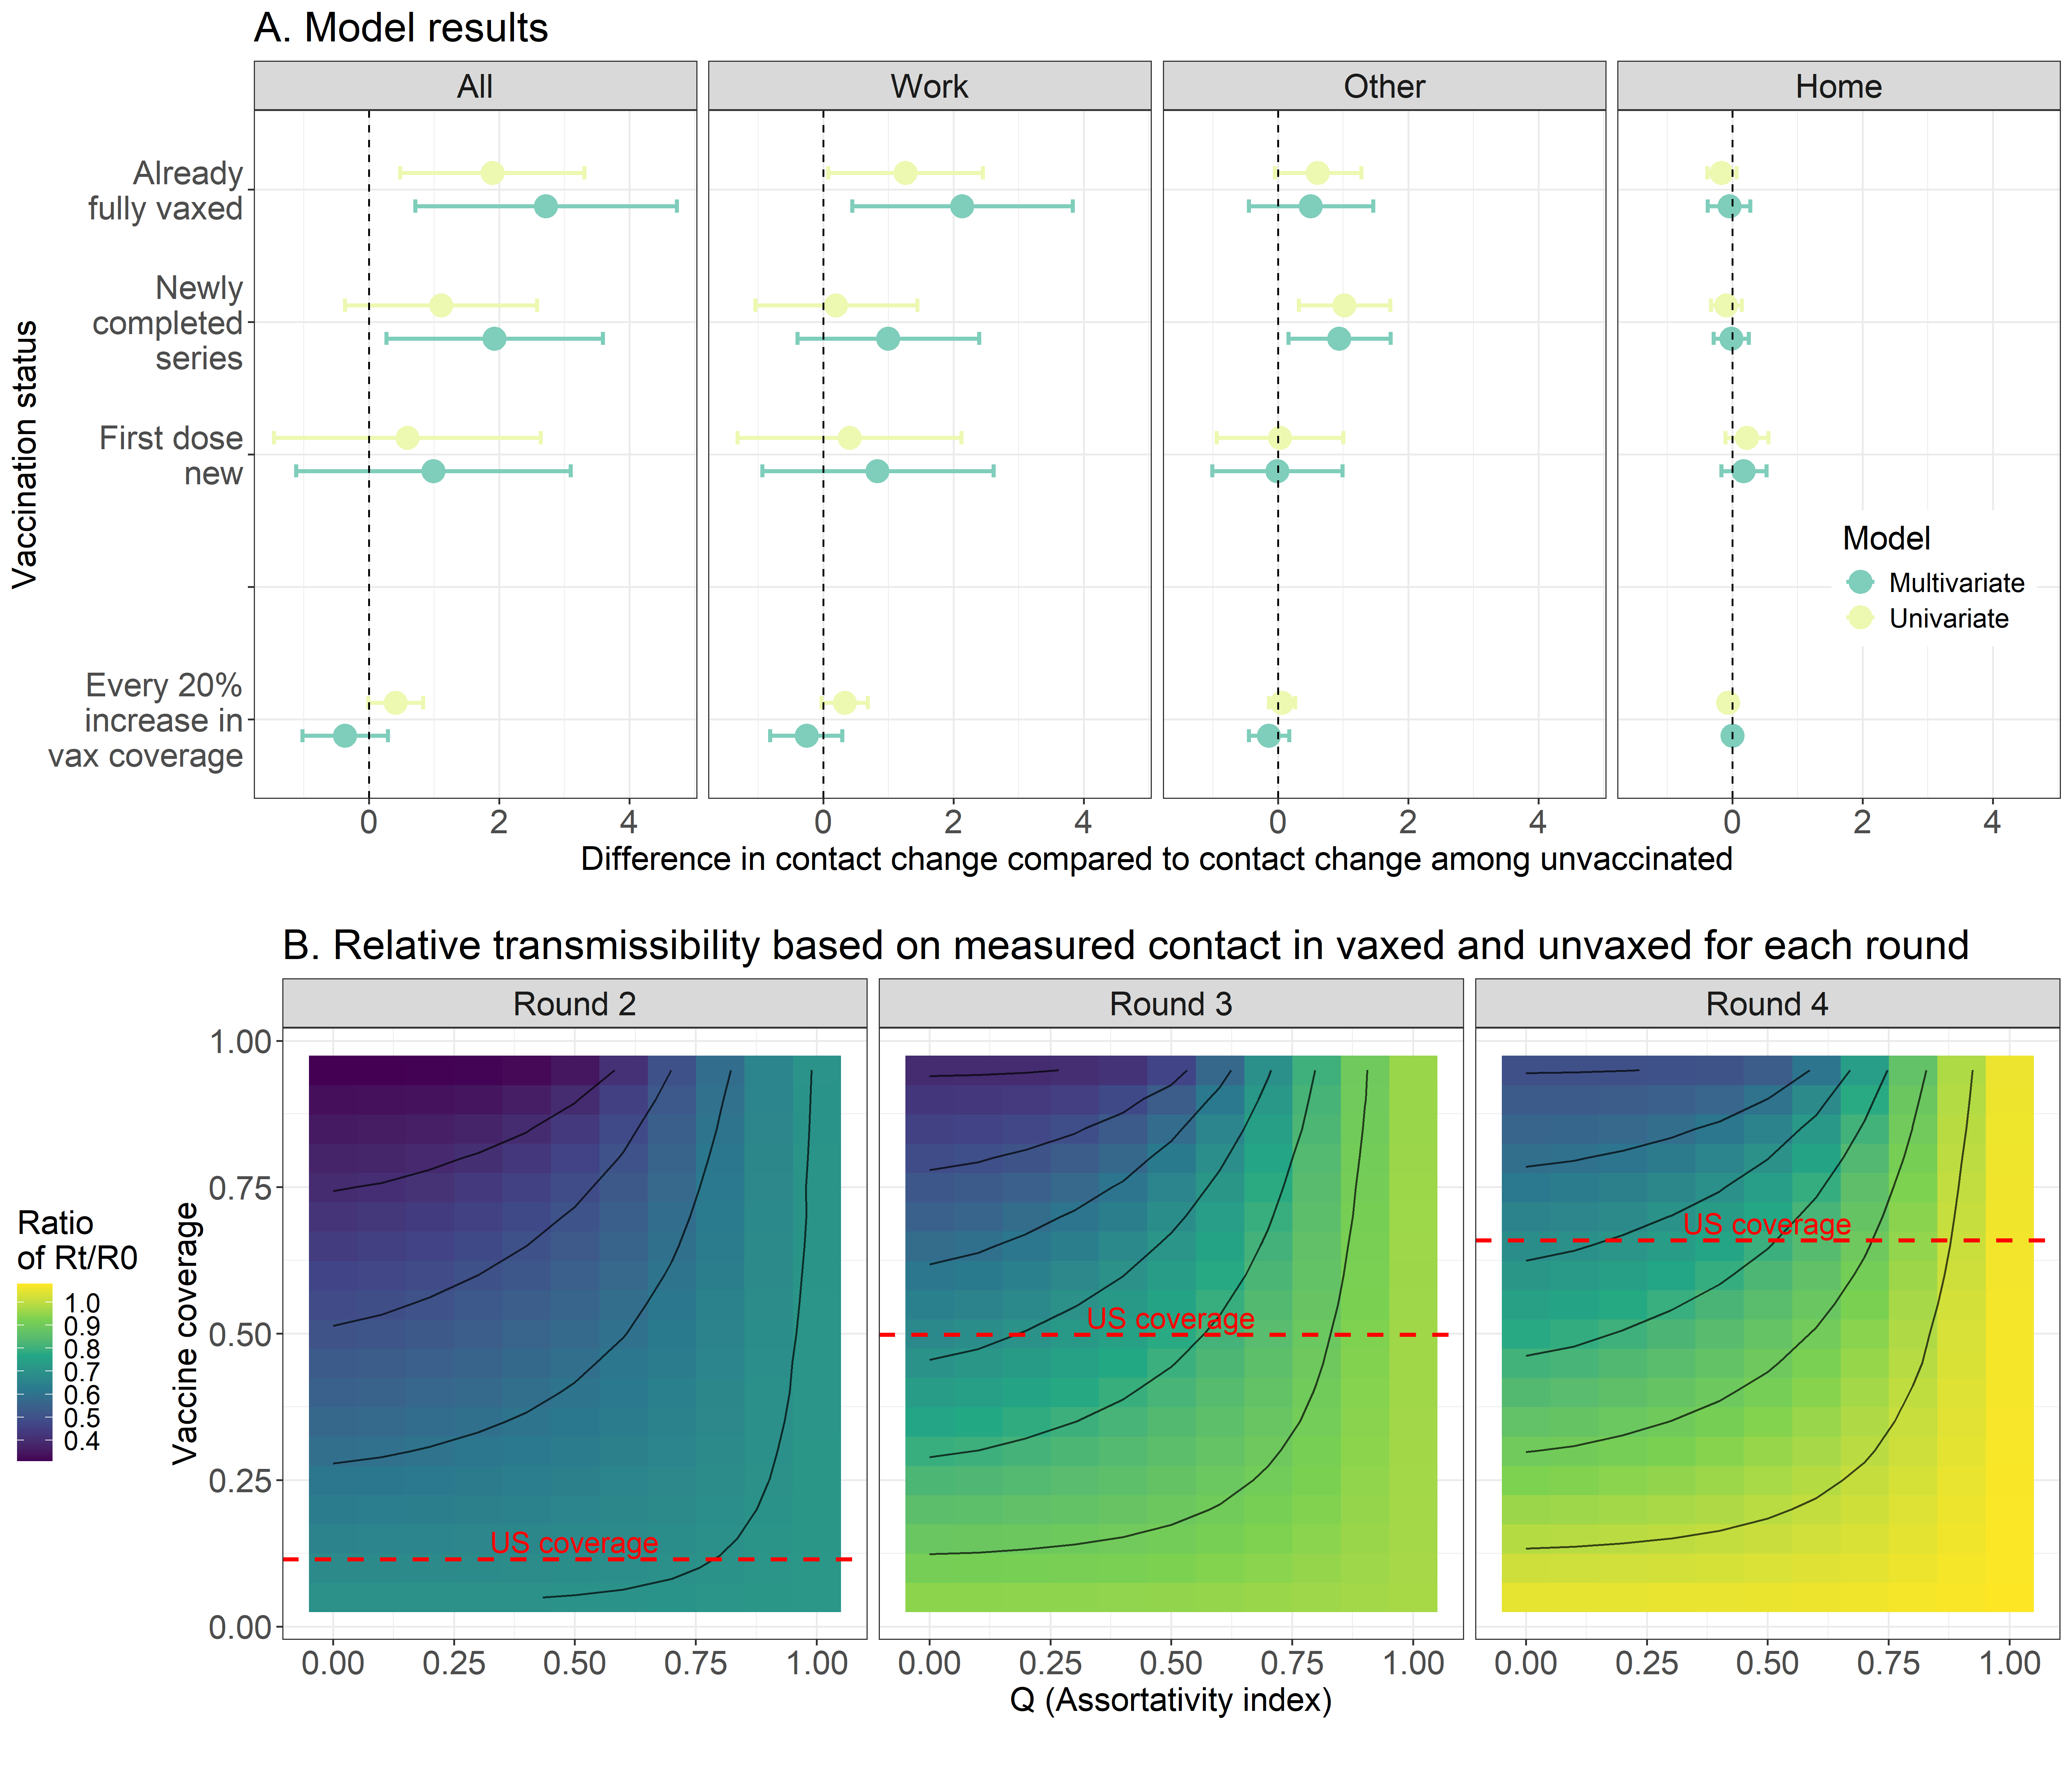 A. Model results
All
Work
Other
Home
Vaccination status
Already
fully vaxed
Newly
completed
series
First dose
new
Every 20%
increase in
vax coverage
Model
Multivariate
Univariate
0 2 4
0 2 4
0 2 4
0 2 4
Difference in contact change compared to contact change among unvaccinated
B. Relative transmissibility based on measured contact in vaxed and unvaxed for each round
Round 2
Round 3
Round 4
Ratio
of Rt/R0
1.0
0.9
0.8
0.7
0.6
0.5
0.4
Vaccine coverage
1.00
0.75
0.50
0.25
0.00
US coverage
US coverage
US coverage
0.00 0.25 0.50 0.75 1.00
0.00 0.25 0.50 0.75 1.00
0.00 0.25 0.50 0.75 1.00
Q (Assortativity index)